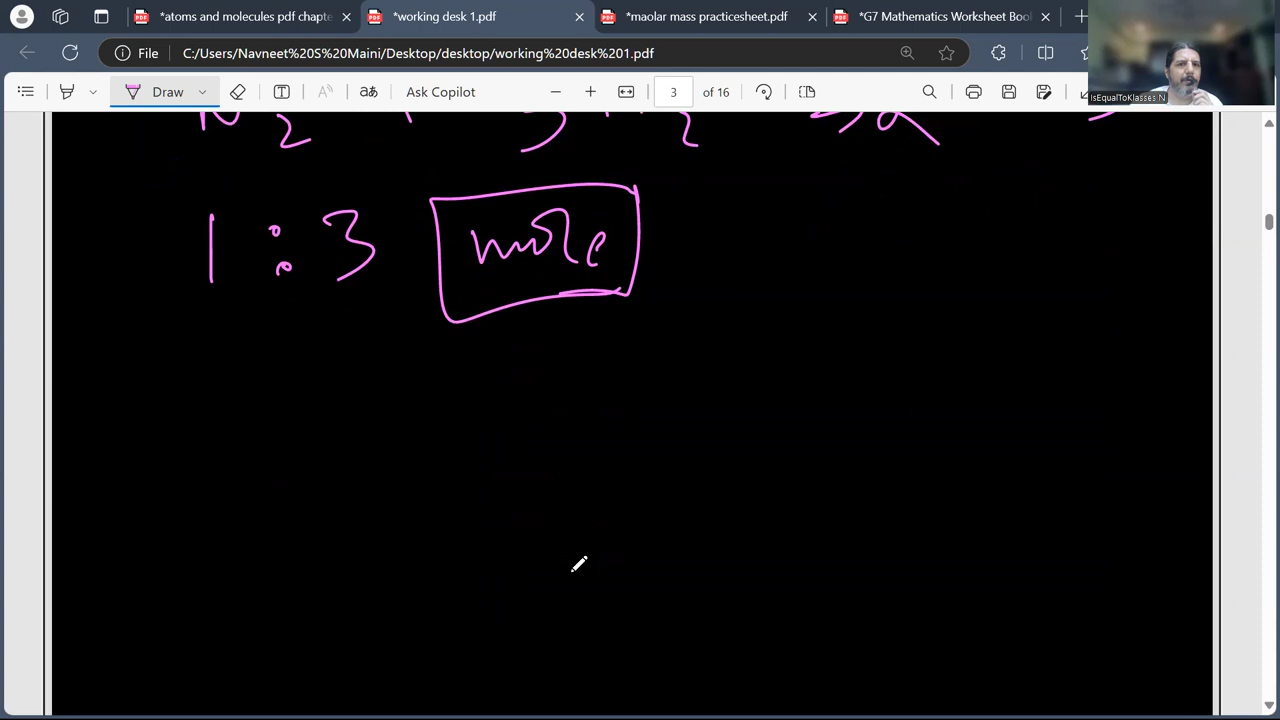 *atoms and molecules pdf chapte
*working desk 1.pdf
*maolar mass practicesheet.pdf
*G7 Mathematics Worksheet Boo
File
C:/Users/Navneet%20S%20Maini/Desktop/desktop/working%20desk%201.pdf
IsEqualToKlasses N
Draw
Ask Copilot
3 of 16
1 : 3 mole